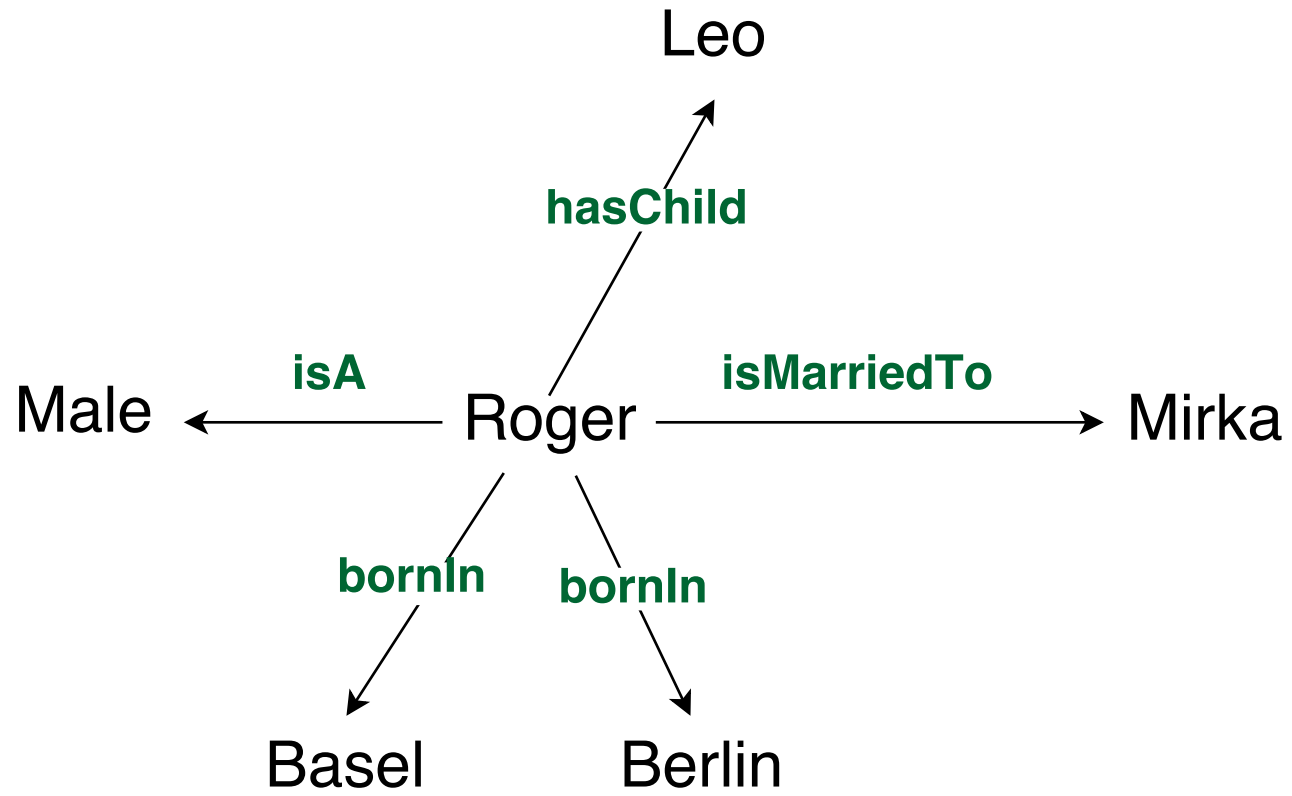 Leo
hasChild
isA
isMarriedTo
Male
Roger
Mirka
bornIn
bornIn
Basel
Berlin